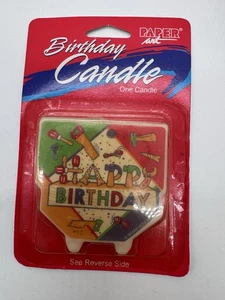 PAPER
art
Birthday
Candle
One Candle
HAPPY
BIRTHDAY
See Reverse Side